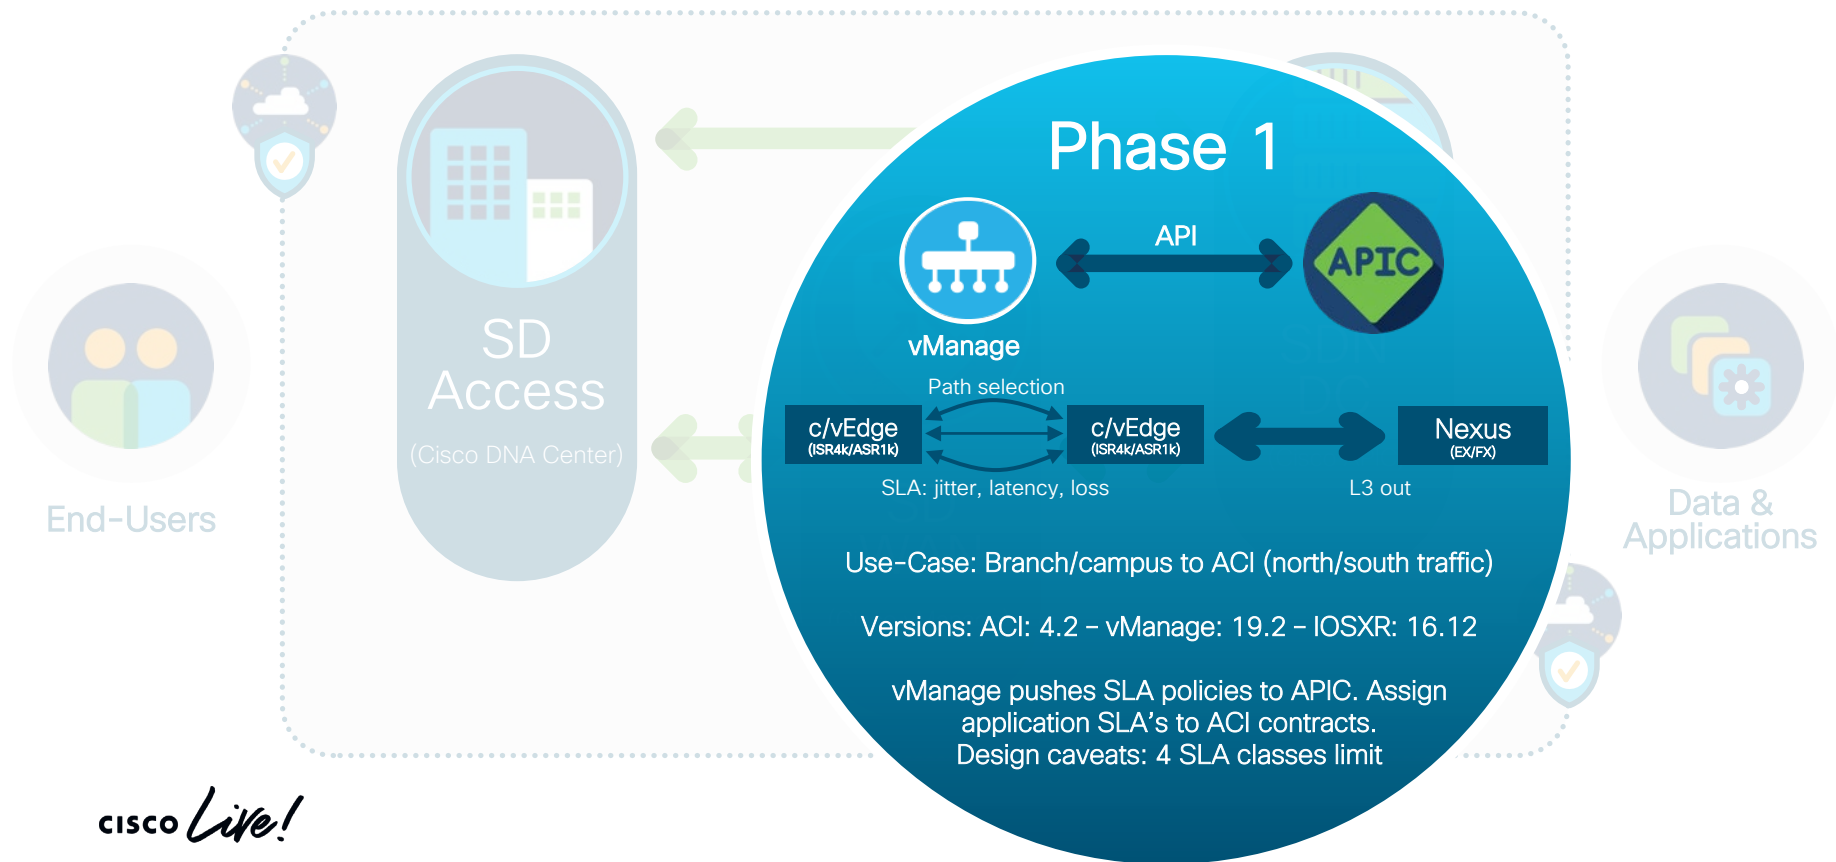 Phase 1
API
APIC
vManage
Path selection
c/vEdge
(ISR4k/ASR1k)
c/vEdge
(ISR4k/ASR1k)
Nexus
(EX/FX)
SLA: jitter, latency, loss
L3 out
Use-Case: Branch/campus to ACI (north/south traffic)
Versions: ACI: 4.2 – vManage: 19.2 – IOSXR: 16.12
vManage pushes SLA policies to APIC. Assign
application SLA's to ACI contracts.
Design caveats: 4 SLA classes limit
SD
Access
(Cisco DNA Center)
End-Users
SDN
DC
SD
Data &
Applications
CISCO Live!